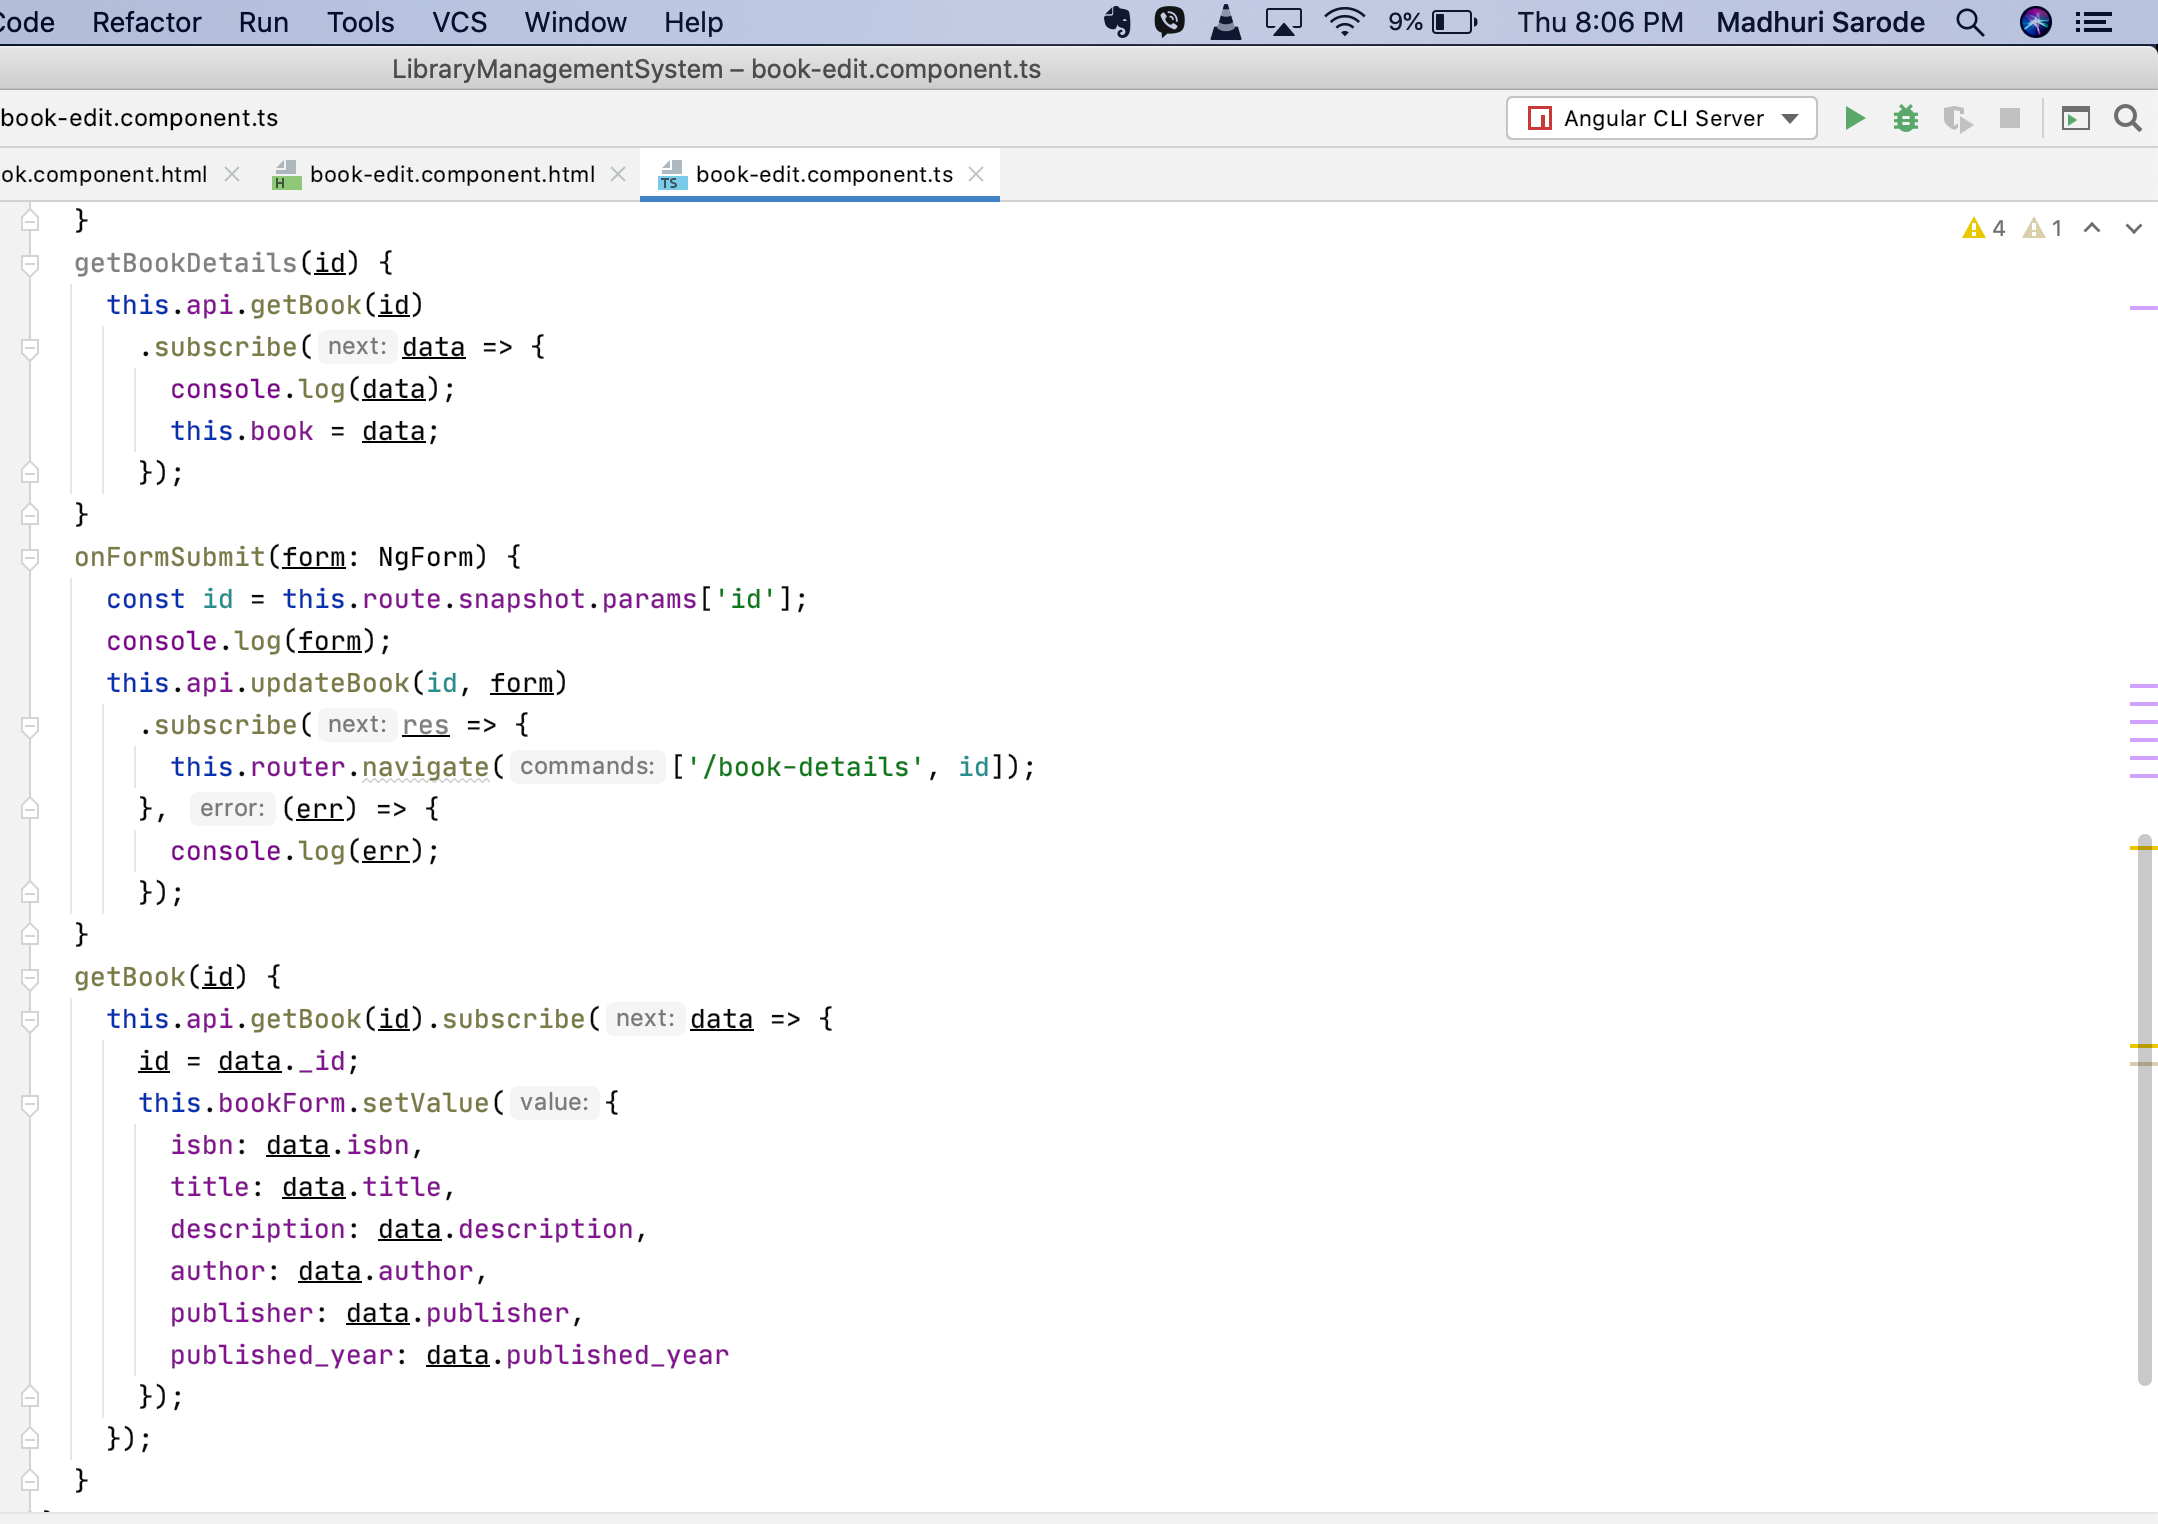 Code Refactor Run Tools VCS Window Help 9% Thu 8:06 PM Madhuri Sarode
LibraryManagementSystem – book-edit.component.ts
book-edit.component.ts Angular CLI Server
ok.component.html book-edit.component.html book-edit.component.ts
} 4 1
getBookDetails(id) {
this.api.getBook(id)
.subscribe( next: data => {
console.log(data);
this.book = data;
});
}
onFormSubmit(form: NgForm) {
const id = this.route.snapshot.params['id'];
console.log(form);
this.api.updateBook(id, form)
.subscribe( next: res => {
this.router.navigate( commands: ['/book-details', id]);
}, error: (err) => {
console.log(err);
});
}
getBook(id) {
this.api.getBook(id).subscribe( next: data => {
id = data._id;
this.bookForm.setValue( value: {
isbn: data.isbn,
title: data.title,
description: data.description,
author: data.author,
publisher: data.publisher,
published_year: data.published_year
});
});
}